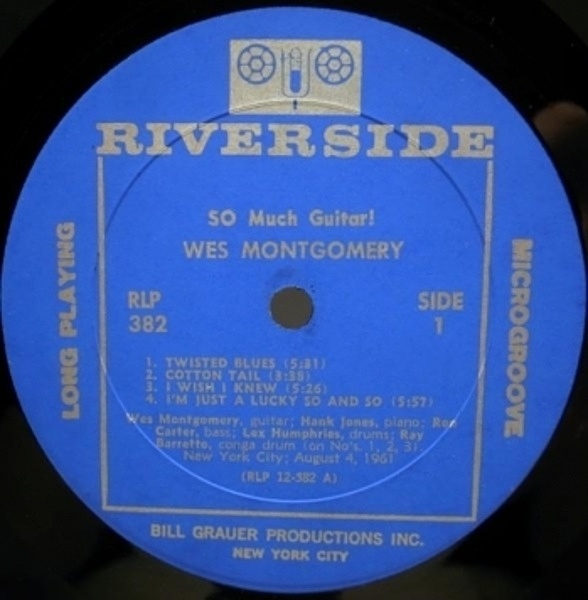 RIVERSIDE
SO Much Guitar!
WES MONTGOMERY
LONG PLAYING
MICROGROOVE
RLP
382
SIDE
1
1. TWISTED BLUES (5:31)
2. COTTON TAIL (3:38)
3. I WISH I KNEW (5:26)
4. I'M JUST A LUCKY SO AND SO (5:57)
Wes Montgomery, guitar; Hank Jones, piano; Ron
Carter, bass; Lex Humphries, drums; Ray
Barretto, conga drum (on No's. 1, 2, 3).
New York City; August 4, 1961
(RLP 12-382 A)
BILL GRAUER PRODUCTIONS INC.
NEW YORK CITY